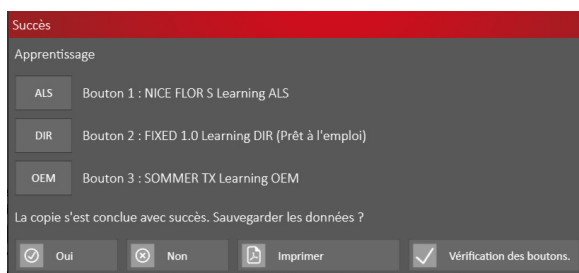 Succès
Apprentissage
ALS Bouton 1 : NICE FLOR S Learning ALS
DIR Bouton 2 : FIXED 1.0 Learning DIR (Prêt à l'emploi)
OEM Bouton 3 : SOMMER TX Learning OEM
La copie s'est conclue avec succès. Sauvegarder les données ?
Oui Non Imprimer Vérification des boutons.